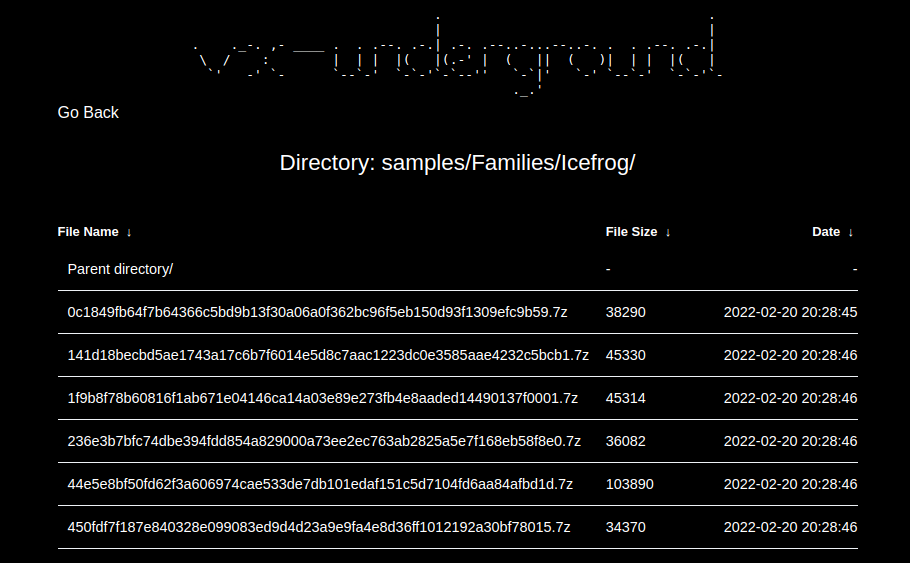 vx-underground
Go Back
Directory: samples/Families/Icefrog/
File Name ↓ File Size ↓ Date ↓
Parent directory/ - -
0c1849fb64f7b64366c5bd9b13f30a06a0f362bc96f5eb150d93f1309efc9b59.7z 38290 2022-02-20 20:28:45
141d18becbd5ae1743a17c6b7f6014e5d8c7aac1223dc0e3585aae4232c5bcb1.7z 45330 2022-02-20 20:28:46
1f9b8f78b60816f1ab671e04146ca14a03e89e273fb4e8aaded14490137f0001.7z 45314 2022-02-20 20:28:46
236e3b7bfc74dbe394fdd854a829000a73ee2ec763ab2825a5e7f168eb58f8e0.7z 36082 2022-02-20 20:28:46
44e5e8bf50fd62f3a606974cae533de7db101edaf151c5d7104fd6aa84afbd1d.7z 103890 2022-02-20 20:28:46
450fdf7f187e840328e099083ed9d4d23a9e9fa4e8d36ff1012192a30bf78015.7z 34370 2022-02-20 20:28:46